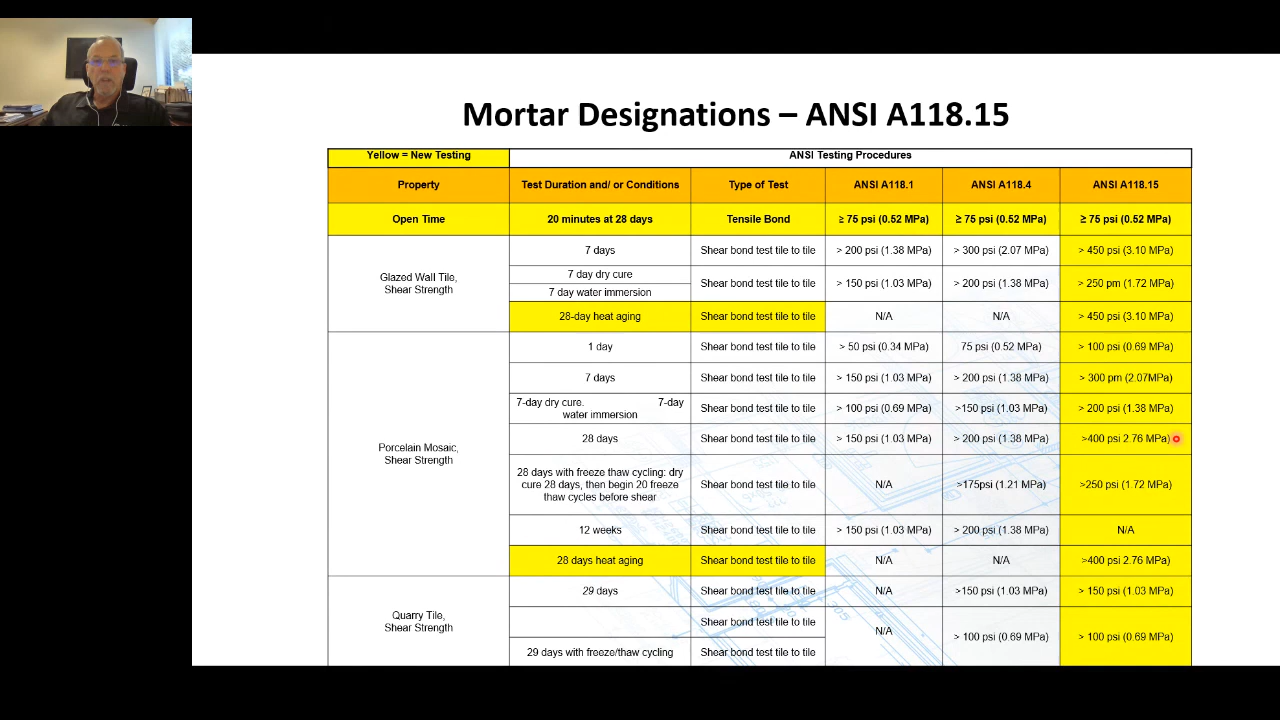 Mortar Designations – ANSI A118.15
Yellow = New Testing
ANSI Testing Procedures
Property
Test Duration and/ or Conditions
Type of Test
ANSI A118.1
ANSI A118.4
ANSI A118.15
Open Time
20 minutes at 28 days
Tensile Bond
≥ 75 psi (0.52 MPa)
≥ 75 psi (0.52 MPa)
≥ 75 psi (0.52 MPa)
Glazed Wall Tile,
Shear Strength
7 days
Shear bond test tile to tile
> 200 psi (1.38 MPa)
> 300 psi (2.07 MPa)
> 450 psi (3.10 MPa)
7 day dry cure
7 day water immersion
Shear bond test tile to tile
> 150 psi (1.03 MPa)
> 200 psi (1.38 MPa)
> 250 pm (1.72 MPa)
28-day heat aging
Shear bond test tile to tile
N/A
N/A
> 450 psi (3.10 MPa)
Porcelain Mosaic,
Shear Strength
1 day
Shear bond test tile to tile
> 50 psi (0.34 MPa)
75 psi (0.52 MPa)
> 100 psi (0.69 MPa)
7 days
Shear bond test tile to tile
> 150 psi (1.03 MPa)
> 200 psi (1.38 MPa)
> 300 pm (2.07MPa)
7-day dry cure. 7-day
water immersion
Shear bond test tile to tile
> 100 psi (0.69 MPa)
>150 psi (1.03 MPa)
> 200 psi (1.38 MPa)
28 days
Shear bond test tile to tile
> 150 psi (1.03 MPa)
> 200 psi (1.38 MPa)
>400 psi 2.76 MPa)
28 days with freeze thaw cycling: dry
cure 28 days, then begin 20 freeze
thaw cycles before shear
Shear bond test tile to tile
N/A
>175psi (1.21 MPa)
>250 psi (1.72 MPa)
12 weeks
Shear bond test tile to tile
> 150 psi (1.03 MPa)
> 200 psi (1.38 MPa)
N/A
28 days heat aging
Shear bond test tile to tile
N/A
N/A
>400 psi 2.76 MPa)
Quarry Tile,
Shear Strength
29 days
Shear bond test tile to tile
N/A
>150 psi (1.03 MPa)
> 150 psi (1.03 MPa)
Shear bond test tile to tile
N/A
> 100 psi (0.69 MPa)
> 100 psi (0.69 MPa)
29 days with freeze/thaw cycling
Shear bond test tile to tile